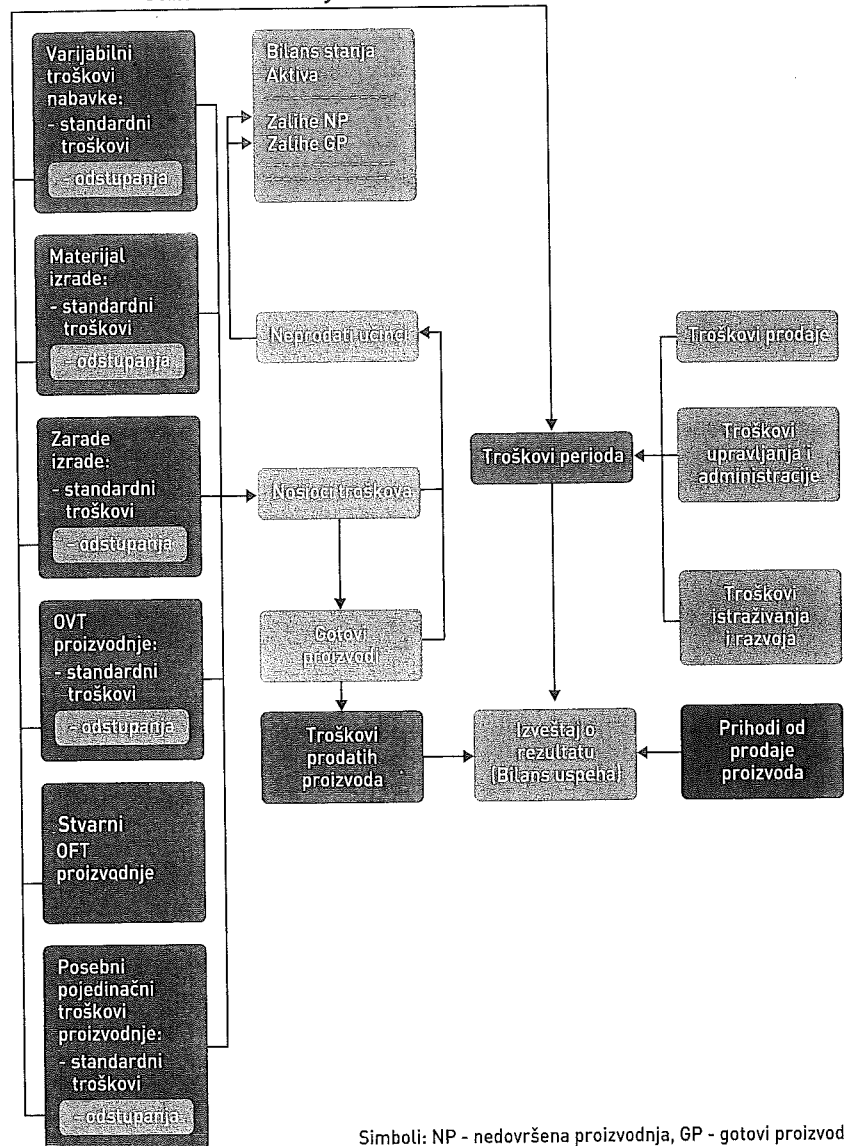 Varijabilni
troškovi
nabavke:
- standardni
troškovi
- odstupanja
Materijal
izrade:
- standardni
troškovi
- odstupanja
Zarade
izrade:
- standardni
troškovi
- odstupanja
OVT
proizvodnje:
- standardni
troškovi
- odstupanja
Stvarni
OFT
proizvodnje
Posebni
pojedinačni
troškovi
proizvodnje:
- standardni
troškovi
- odstupanja
Bilans stanja
Aktiva
Zalihe NP
Zalihe GP
Neprodati učinci
Nosioci troškova
Gotovi
proizvodi
Troškovi
prodatih
proizvoda
Troškovi perioda
Izveštaj o
rezultatu
(Bilans uspeha)
Troškovi prodaje
Troškovi
upravljanja i
administracije
Troškovi
istraživanja
i razvoja
Prihodi od
prodaje
proizvoda
Simboli: NP - nedovršena proizvodnja, GP - gotovi proizvod